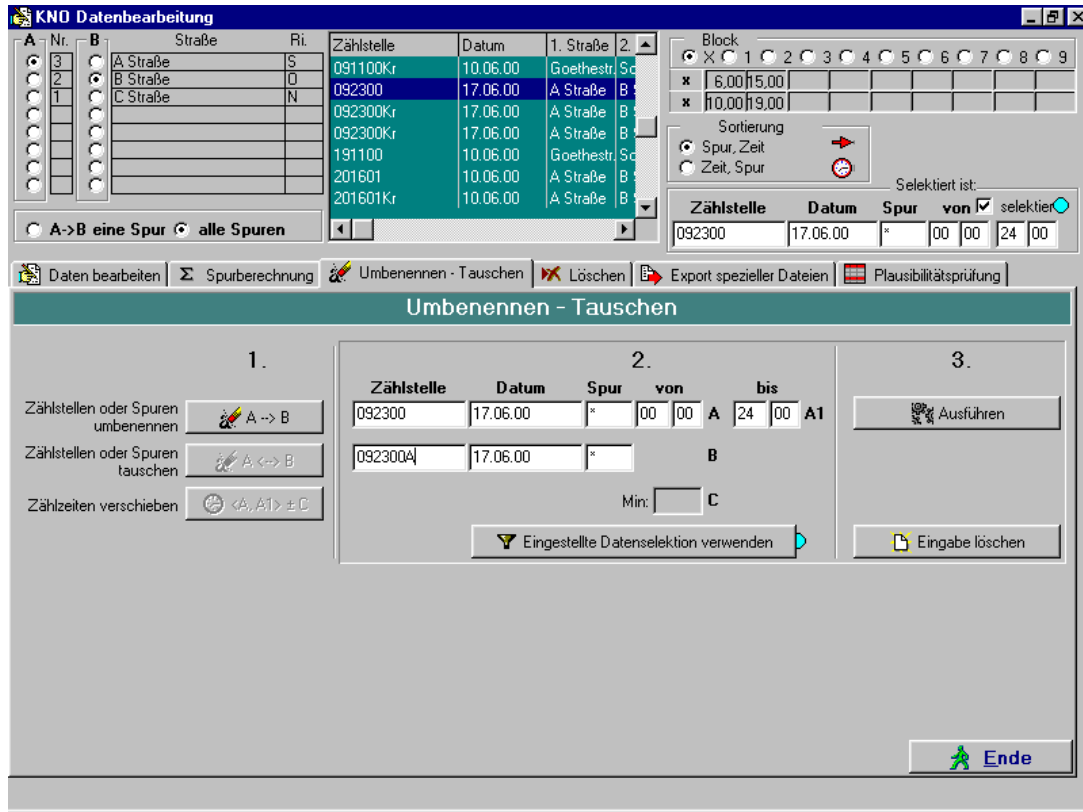 KNO Datenbearbeitung
A Nr. B Straße Ri.
3 A Straße S
2 B Straße O
1 C Straße N
A->B eine Spur alle Spuren
Zählstelle Datum 1. Straße 2.
091100Kr 10.06.00 Goethestr. Sc
092300 17.06.00 A Straße B S
092300Kr 17.06.00 A Straße B S
092300Kr 17.06.00 A Straße B S
191100 10.06.00 Goethestr. Sc
201601 10.06.00 A Straße B S
201601Kr 10.06.00 A Straße B S
Block
X 1 2 3 4 5 6 7 8 9
x 6,00 15,00
x 10,00 19,00
Sortierung
Spur, Zeit
Zeit, Spur
Selektiert ist:
Zählstelle Datum Spur von selektier
092300 17.06.00 * 00 00 24 00
Daten bearbeiten Σ Spurberechnung Umbenennen - Tauschen Löschen Export spezieller Dateien Plausibilitätsprüfung
Umbenennen - Tauschen
1. 2. 3.
Zählstelle Datum Spur von bis
Zählstellen oder Spuren
umbenennen
A --> B
092300 17.06.00 * 00 00 A 24 00 A1
Ausführen
Zählstellen oder Spuren
tauschen
A <--> B
092300A 17.06.00 * B
Zählzeiten verschieben <A, A1> ± C
Min: C
Eingestellte Datenselektion verwenden
Eingabe löschen
Ende